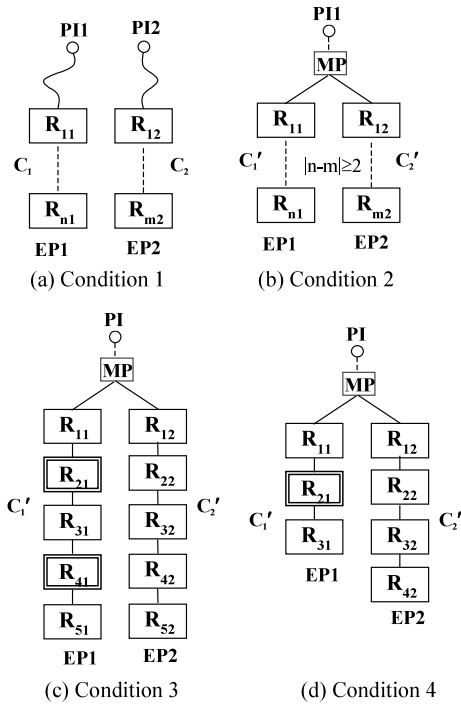 PI1 PI2
R11 R12
C1 C2
Rn1 Rm2
EP1 EP2
(a) Condition 1
PI1
MP
R11 R12
C1′ |n-m|≥2 C2′
Rn1 Rm2
EP1 EP2
(b) Condition 2
PI
MP
R11 R12
R21 R22
C1′ R31 R32 C2′
R41 R42
R51 R52
EP1 EP2
(c) Condition 3
PI
MP
R11 R12
R21 R22
C1′ R31 R32 C2′
EP1 R42
EP2
(d) Condition 4